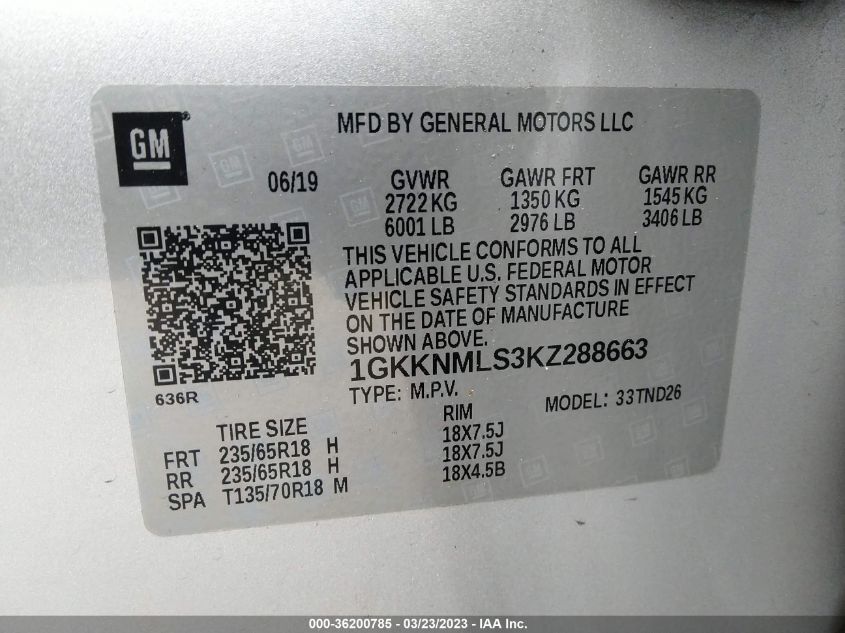 GM ®
MFD BY GENERAL MOTORS LLC
06/19
GVWR GAWR FRT GAWR RR
2722 KG 1350 KG 1545 KG
6001 LB 2976 LB 3406 LB
THIS VEHICLE CONFORMS TO ALL
APPLICABLE U.S. FEDERAL MOTOR
VEHICLE SAFETY STANDARDS IN EFFECT
ON THE DATE OF MANUFACTURE
SHOWN ABOVE.
1GKKNMLS3KZ288663
636R
TYPE: M.P.V. MODEL: 33TND26
TIRE SIZE RIM
FRT 235/65R18 H 18X7.5J
RR 235/65R18 H 18X7.5J
SPA T135/70R18 M 18X4.5B
000-36200785 - 03/23/2023 - IAA Inc.